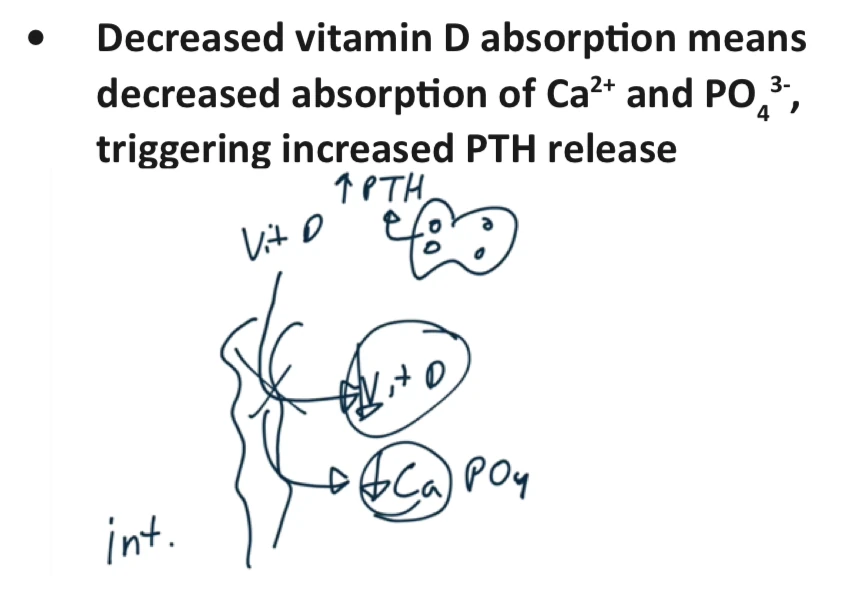 • Decreased vitamin D absorption means
decreased absorption of Ca²⁺ and PO₄³⁻,
triggering increased PTH release
↑ PTH
Vit D
↓Vit D
↓Ca PO4
int.